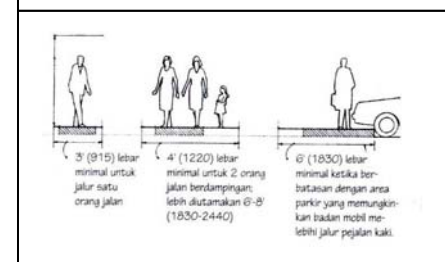 3' (915) lebar
minimal untuk
jalur satu
orang jalan
4' (1220) lebar
minimal untuk 2 orang
jalan berdampingan;
lebih diutamakan 6'-8'
(1830-2440)
6' (1830) lebar
minimal ketika ber-
batasan dengan area
parkir yang memungkin-
kan badan mobil me-
lebihi jalur pejalan kaki.